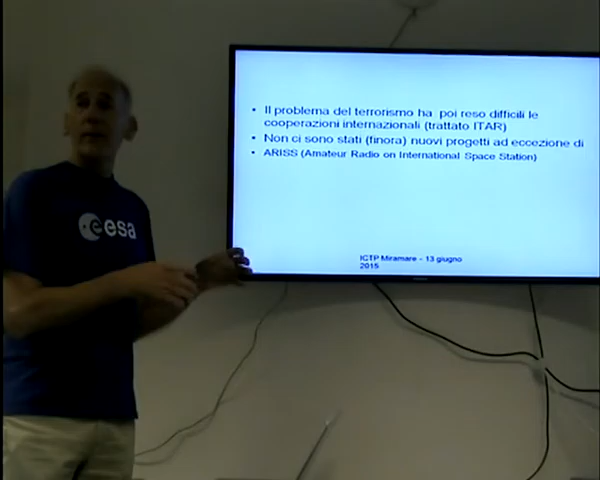 • Il problema del terrorismo ha poi reso difficili le
cooperazioni internazionali (trattato ITAR)
• Non ci sono stati (finora) nuovi progetti ad eccezione di
• ARISS (Amateur Radio on International Space Station)
esa
ICTP Miramare - 13 giugno
2015